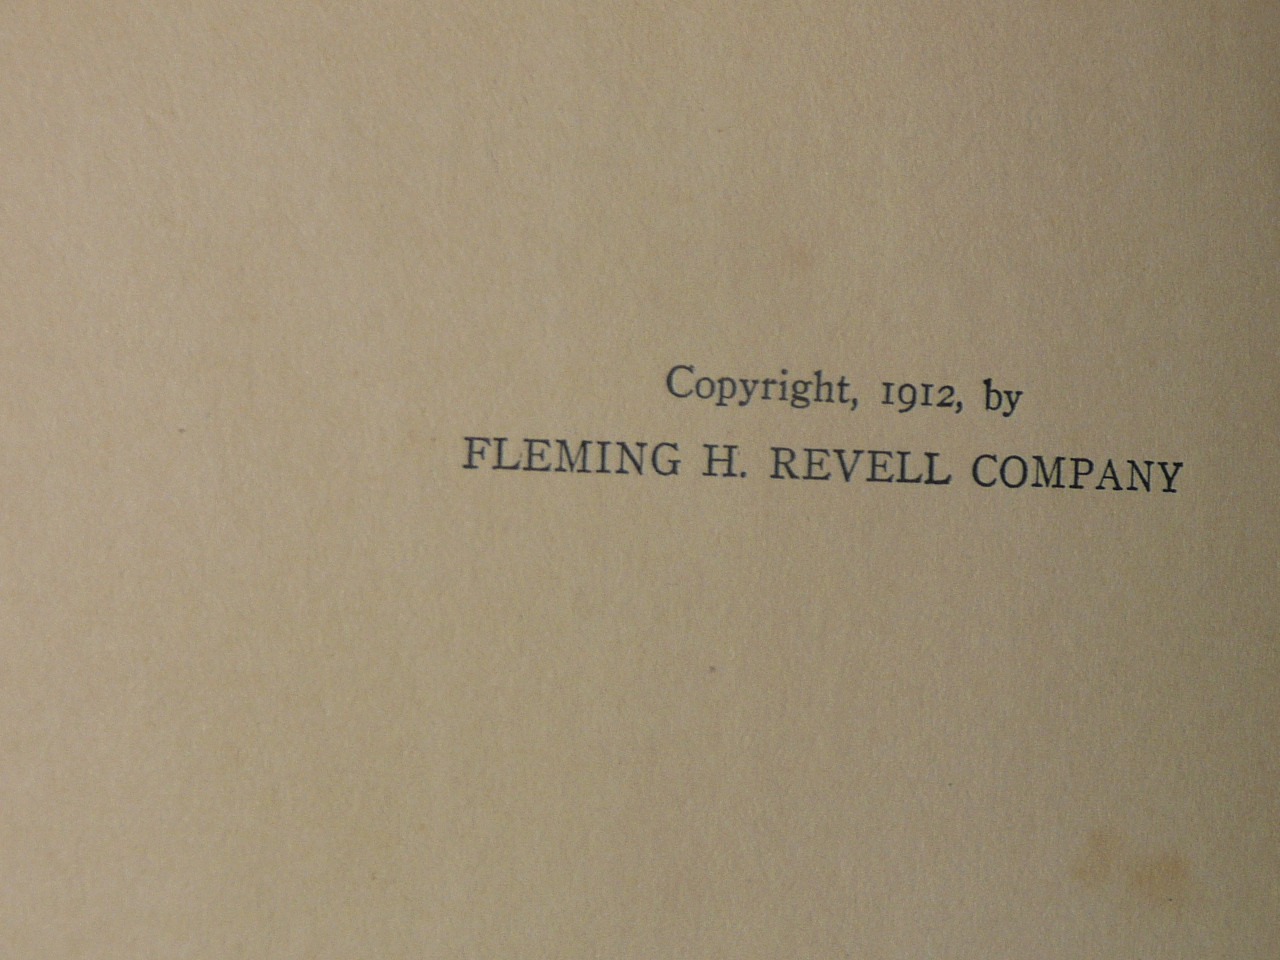 Copyright, 1912, by
FLEMING H. REVELL COMPANY